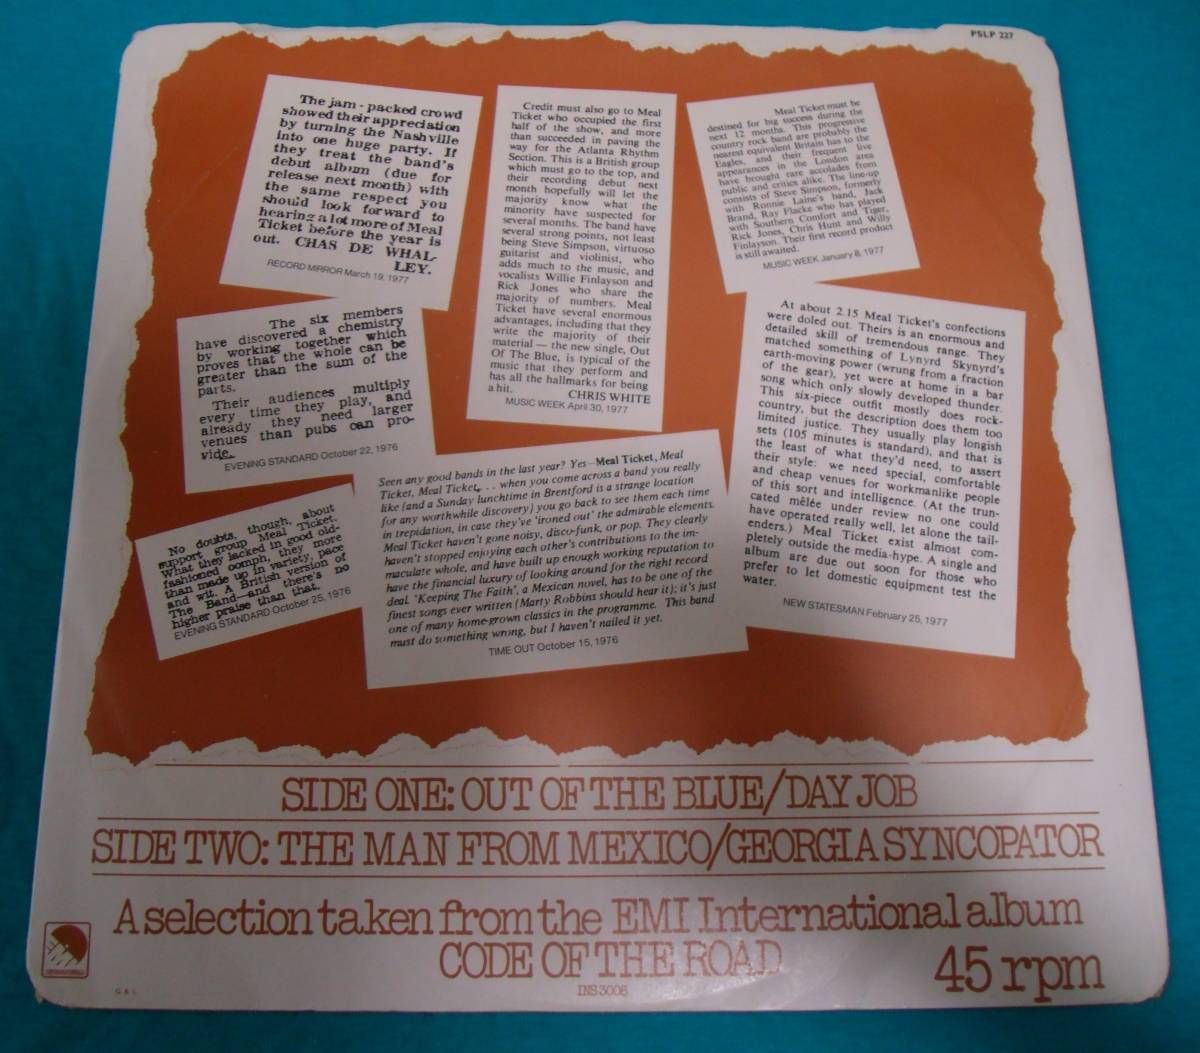 PSLP 227
The jam-packed crowd
showed their appreciation
by turning the Nashville
into one huge party. If
they treat the band's
debut album (due for
release next month) with
the same respect you
should look forward to
hearing a lot more of Meal
Ticket before the year is
out. CHAS DE WHAL-
LEY.
RECORD MIRROR March 19, 1977
Credit must also go to Meal
Ticket who occupied the first
half of the show, and more
than succeeded in paving the
way for the Atlanta Rhythm
Section. This is a British group
which must go to the top, and
their recording debut next
month hopefully will let the
majority know what the
minority have suspected for
several months. The band have
several strong points, not least
being Steve Simpson, virtuoso
guitarist and violinist, who
adds much to the music, and
vocalists Willie Finlayson and
Rick Jones who share the
majority of numbers. Meal
Ticket have several enormous
advantages, including that they
write the majority of their
material — the new single, Out
Of The Blue, is typical of the
music that they perform and
has all the hallmarks for being
a hit. CHRIS WHITE
MUSIC WEEK April 30, 1977
Meal Ticket must be
destined for big success during the
next 12 months. This progressive
country rock band are probably the
nearest equivalent Britain has to the
Eagles, and their frequent live
appearances in the London area
have brought rare accolades from
public and critics alike. The line-up
consists of Steve Simpson, formerly
with Ronnie Laine's band, Jack
Brand, Ray Flacke who has played
with Southern Comfort and Tiger,
Rick Jones, Chris Hunt and Willy
Finlayson. Their first record product
is still awaited.
MUSIC WEEK January 8, 1977
The six members
have discovered a chemistry
by working together which
proves that the whole can be
greater than the sum of the
parts.
Their audiences multiply
every time they play, and
already they need larger
venues than pubs can pro-
vide.
EVENING STANDARD October 22, 1976
At about 2.15 Meal Ticket's confections
were doled out. Theirs is an enormous and
detailed skill of tremendous range. They
matched something of Lynyrd Skynyrd's
earth-moving power (wrung from a fraction
of the gear), yet were at home in a bar
song which only slowly developed thunder.
This six-piece outfit mostly does rock-
country, but the description does them too
limited justice. They usually play longish
sets (105 minutes is standard), and that is
the least of what they'd need, to assert
their style: we need special, comfortable
and cheap venues for workmanlike people
of this sort and intelligence. (At the trun-
cated mêlée under review no one could
have operated really well, let alone the tail-
enders.) Meal Ticket exist almost com-
pletely outside the media-hype. A single and
album are due out soon for those who
prefer to let domestic equipment test the
water.
NEW STATESMAN February 25, 1977
Seen any good bands in the last year? Yes—Meal Ticket, Meal
Ticket, Meal Ticket, . . . when you come across a band you really
like (and a Sunday lunchtime in Brentford is a strange location
for any worthwhile discovery) you go back to see them each time
in trepidation, in case they've 'ironed out' the admirable elements.
Meal Ticket haven't gone noisy, disco-funk, or pop. They clearly
haven't stopped enjoying each other's contributions to the im-
maculate whole, and have built up enough working reputation to
have the financial luxury of looking around for the right record
deal. 'Keeping The Faith', a Mexican novel, has to be one of the
finest songs ever written (Marty Robbins should hear it); it's just
one of many home-grown classics in the programme. This band
must do something wrong, but I haven't nailed it yet.
TIME OUT October 15, 1976
No doubts, though, about
support group Meal Ticket.
What they lacked in good old-
fashioned oomph, they more
than made up in variety, pace
and wit. A British version of
The Band—and there's no
higher praise than that.
EVENING STANDARD October 25, 1976
SIDE ONE: OUT OF THE BLUE/DAY JOB
SIDE TWO: THE MAN FROM MEXICO/GEORGIA SYNCOPATOR
A selection taken from the EMI International album
CODE OF THE ROAD
45 rpm
INS 3008
G & L